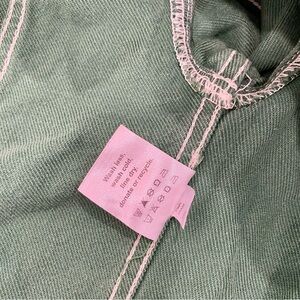 Wash less,
wash cold,
line dry,
donate or recycle.